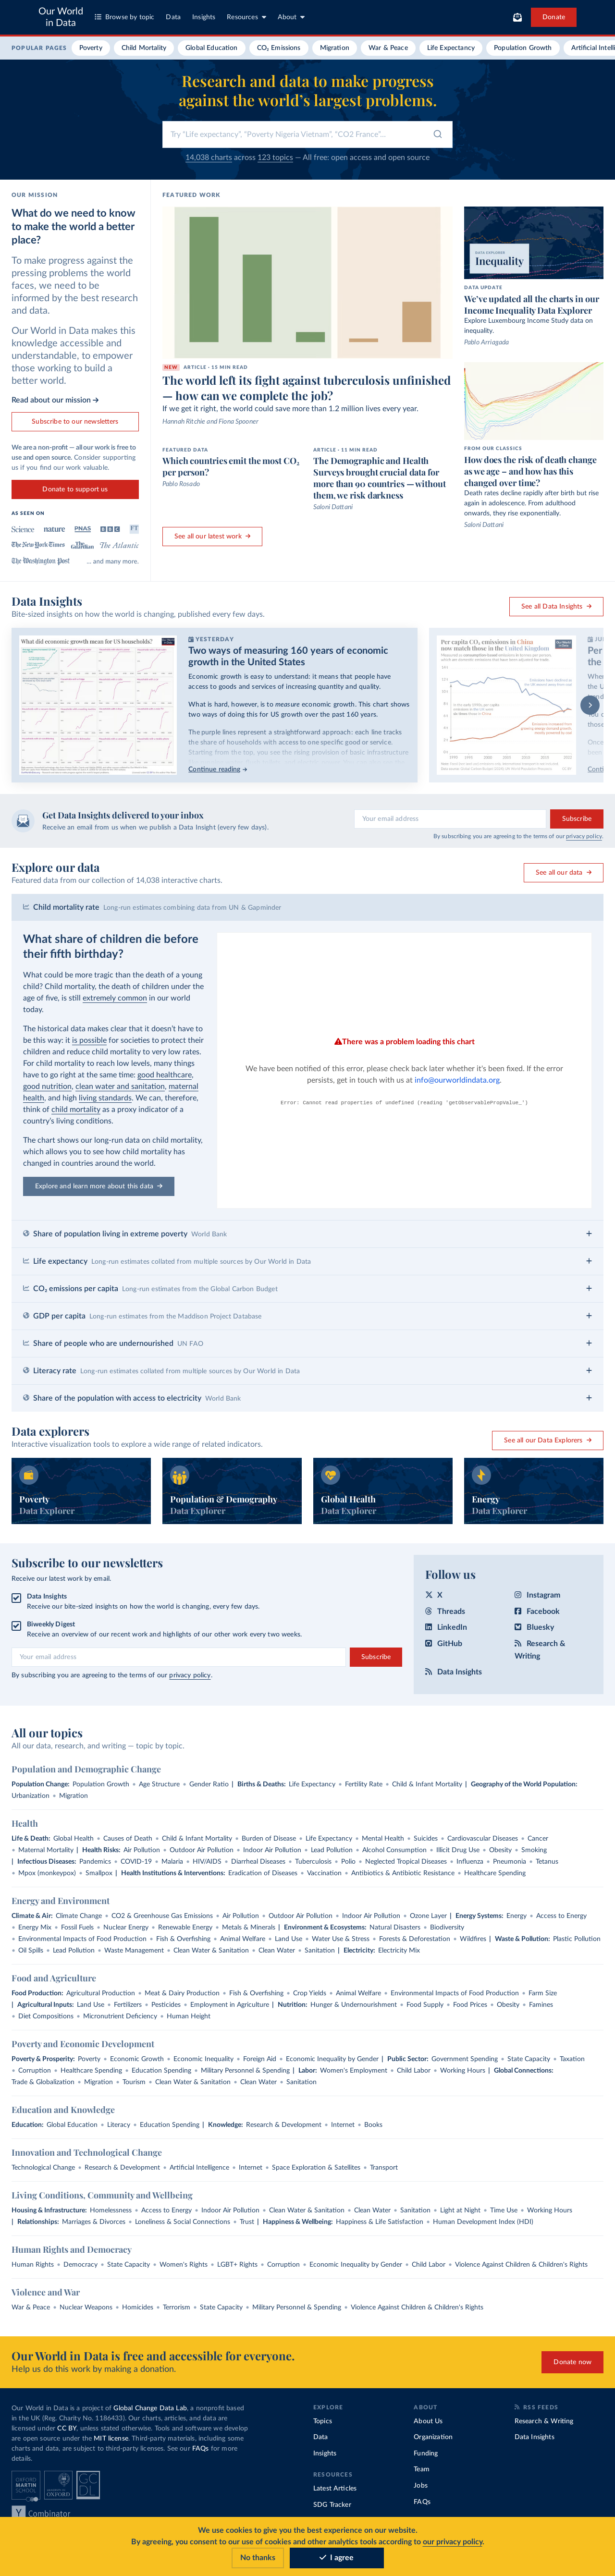 Our World
in Data
Browse by topic
Data
Insights
Resources
About
Donate
POPULAR PAGES
Poverty
Child Mortality
Global Education
CO₂ Emissions
Migration
War & Peace
Life Expectancy
Population Growth
Artificial Intelli
Research and data to make progress
against the world's largest problems.
Try "Life expectancy", "Poverty Nigeria Vietnam", "CO2 France"...
14,038 charts across 123 topics — All free: open access and open source
OUR MISSION
What do we need to know
to make the world a better
place?
To make progress against the
pressing problems the world
faces, we need to be
informed by the best research
and data.
Our World in Data makes this
knowledge accessible and
understandable, to empower
those working to build a
better world.
Read about our mission →
Subscribe to our newsletters
We are a non-profit — all our work is free to
use and open source. Consider supporting
us if you find our work valuable.
Donate to support us
AS SEEN ON
Science
nature
PNAS
BBC
FT
The New York Times
The Guardian
The Atlantic
The Washington Post
... and many more.
FEATURED WORK
NEW ARTICLE • 15 MIN READ
The world left its fight against tuberculosis unfinished
— how can we complete the job?
If we get it right, the world could save more than 1.2 million lives every year.
Hannah Ritchie and Fiona Spooner
FEATURED DATA
Which countries emit the most CO₂
per person?
Pablo Rosado
ARTICLE • 15 MIN READ
The Demographic and Health
Surveys brought crucial data for
more than 90 countries — without
them, we risk darkness
Saloni Dattani
See all our latest work →
DATA EXPLORER
Inequality
DATA UPDATE
We've updated all the charts in our
Income Inequality Data Explorer
Explore Luxembourg Income Study data on
inequality.
Pablo Arriagada
FROM OUR CLASSICS
How does the risk of death change
as we age – and how has this
changed over time?
Death rates decline rapidly after birth but rise
again in adolescence. From adulthood
onwards, they rise exponentially.
Saloni Dattani
Data Insights
Bite-sized insights on how the world is changing, published every few days.
See all Data Insights →
What did economic growth mean for US households?
YESTERDAY
Two ways of measuring 160 years of economic
growth in the United States
Economic growth is easy to understand: it means that people have
access to goods and services of increasing quantity and quality.
What is hard, however, is to measure economic growth. This chart shows
two ways of doing this for US growth over the past 160 years.
The purple lines represent a straightforward approach: each line tracks
the share of households with access to one specific good or service.
Starting from the top, you see the rising provision of basic infrastructure
Continue reading →
Per capita CO₂ emissions in China
now match those in the United Kingdom
JU
Per
the
Conti
Get Data Insights delivered to your inbox
Receive an email from us when we publish a Data Insight (every few days).
Your email address
Subscribe
By subscribing you are agreeing to the terms of our privacy policy.
Explore our data
Featured data from our collection of 14,038 interactive charts.
See all our data →
Child mortality rate Long-run estimates combining data from UN & Gapminder
What share of children die before
their fifth birthday?
What could be more tragic than the death of a young
child? Child mortality, the death of children under the
age of five, is still extremely common in our world
today.
The historical data makes clear that it doesn't have to
be this way: it is possible for societies to protect their
children and reduce child mortality to very low rates.
For child mortality to reach low levels, many things
have to go right at the same time: good healthcare,
good nutrition, clean water and sanitation, maternal
health, and high living standards. We can, therefore,
think of child mortality as a proxy indicator of a
country's living conditions.
The chart shows our long-run data on child mortality,
which allows you to see how child mortality has
changed in countries around the world.
Explore and learn more about this data →
There was a problem loading this chart
We have been notified of this error, please check back later whether it's been fixed. If the error
persists, get in touch with us at info@ourworldindata.org.
Error: Cannot read properties of undefined (reading 'getObservablePropValue_')
Share of population living in extreme poverty World Bank +
Life expectancy Long-run estimates collated from multiple sources by Our World in Data +
CO₂ emissions per capita Long-run estimates from the Global Carbon Budget +
GDP per capita Long-run estimates from the Maddison Project Database +
Share of people who are undernourished UN FAO +
Literacy rate Long-run estimates collated from multiple sources by Our World in Data +
Share of the population with access to electricity World Bank +
Data explorers
Interactive visualization tools to explore a wide range of related indicators.
See all our Data Explorers →
Poverty
Data Explorer
Population & Demography
Data Explorer
Global Health
Data Explorer
Energy
Data Explorer
Subscribe to our newsletters
Receive our latest work by email.
Data Insights
Receive our bite-sized insights on how the world is changing, every few days.
Biweekly Digest
Receive an overview of our recent work and highlights of our other work every two weeks.
Your email address
Subscribe
By subscribing you are agreeing to the terms of our privacy policy.
Follow us
X
Instagram
Threads
Facebook
LinkedIn
Bluesky
GitHub
Research &
Writing
Data Insights
All our topics
All our data, research, and writing — topic by topic.
Population and Demographic Change
Population Change: Population Growth • Age Structure • Gender Ratio | Births & Deaths: Life Expectancy • Fertility Rate • Child & Infant Mortality | Geography of the World Population:
Urbanization • Migration
Health
Life & Death: Global Health • Causes of Death • Child & Infant Mortality • Burden of Disease • Life Expectancy • Mental Health • Suicides • Cardiovascular Diseases • Cancer
• Maternal Mortality | Health Risks: Air Pollution • Outdoor Air Pollution • Indoor Air Pollution • Lead Pollution • Alcohol Consumption • Illicit Drug Use • Obesity • Smoking
| Infectious Diseases: Pandemics • COVID-19 • Malaria • HIV/AIDS • Diarrheal Diseases • Tuberculosis • Polio • Neglected Tropical Diseases • Influenza • Pneumonia • Tetanus
• Mpox (monkeypox) • Smallpox | Health Institutions & Interventions: Eradication of Diseases • Vaccination • Antibiotics & Antibiotic Resistance • Healthcare Spending
Energy and Environment
Climate & Air: Climate Change • CO2 & Greenhouse Gas Emissions • Air Pollution • Outdoor Air Pollution • Indoor Air Pollution • Ozone Layer | Energy Systems: Energy • Access to Energy
• Energy Mix • Fossil Fuels • Nuclear Energy • Renewable Energy • Metals & Minerals | Environment & Ecosystems: Natural Disasters • Biodiversity
• Environmental Impacts of Food Production • Fish & Overfishing • Animal Welfare • Land Use • Water Use & Stress • Forests & Deforestation • Wildfires | Waste & Pollution: Plastic Pollution
• Oil Spills • Lead Pollution • Waste Management • Clean Water & Sanitation • Clean Water • Sanitation | Electricity: Electricity Mix
Food and Agriculture
Food Production: Agricultural Production • Meat & Dairy Production • Fish & Overfishing • Crop Yields • Animal Welfare • Environmental Impacts of Food Production • Farm Size
| Agricultural Inputs: Land Use • Fertilizers • Pesticides • Employment in Agriculture | Nutrition: Hunger & Undernourishment • Food Supply • Food Prices • Obesity • Famines
• Diet Compositions • Micronutrient Deficiency • Human Height
Poverty and Economic Development
Poverty & Prosperity: Poverty • Economic Growth • Economic Inequality • Foreign Aid • Economic Inequality by Gender | Public Sector: Government Spending • State Capacity • Taxation
• Corruption • Healthcare Spending • Education Spending • Military Personnel & Spending | Labor: Women's Employment • Child Labor • Working Hours | Global Connections:
Trade & Globalization • Migration • Tourism • Clean Water & Sanitation • Clean Water • Sanitation
Education and Knowledge
Education: Global Education • Literacy • Education Spending | Knowledge: Research & Development • Internet • Books
Innovation and Technological Change
Technological Change • Research & Development • Artificial Intelligence • Internet • Space Exploration & Satellites • Transport
Living Conditions, Community and Wellbeing
Housing & Infrastructure: Homelessness • Access to Energy • Indoor Air Pollution • Clean Water & Sanitation • Clean Water • Sanitation • Light at Night • Time Use • Working Hours
| Relationships: Marriages & Divorces • Loneliness & Social Connections • Trust | Happiness & Wellbeing: Happiness & Life Satisfaction • Human Development Index (HDI)
Human Rights and Democracy
Human Rights • Democracy • State Capacity • Women's Rights • LGBT+ Rights • Corruption • Economic Inequality by Gender • Child Labor • Violence Against Children & Children's Rights
Violence and War
War & Peace • Nuclear Weapons • Homicides • Terrorism • State Capacity • Military Personnel & Spending • Violence Against Children & Children's Rights
Our World in Data is free and accessible for everyone.
Help us do this work by making a donation.
Donate now
Our World in Data is a project of Global Change Data Lab, a nonprofit based
in the UK (Reg. Charity No. 1186433). Our charts, articles, and data are
licensed under CC BY, unless stated otherwise. Tools and software we develop
are open source under the MIT license. Third-party materials, including some
charts and data, are subject to third-party licenses. See our FAQs for more
details.
OXFORD
MARTIN
SCHOOL
UNIVERSITY OF
OXFORD
GC
DL
Y Combinator
EXPLORE
Topics
Data
Insights
RESOURCES
Latest Articles
SDG Tracker
ABOUT
About Us
Organization
Funding
Team
Jobs
FAQs
RSS FEEDS
Research & Writing
Data Insights
We use cookies to give you the best experience on our website.
By agreeing, you consent to our use of cookies and other analytics tools according to our privacy policy.
No thanks
I agree